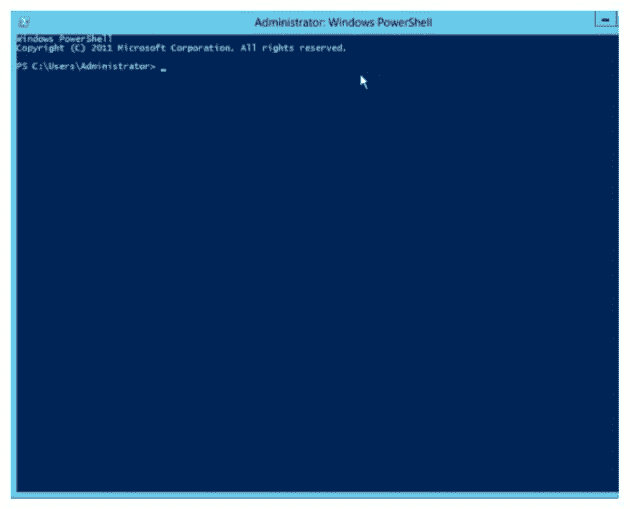 Administrator: Windows PowerShell
Windows PowerShell
Copyright (C) 2011 Microsoft Corporation. All rights reserved.
PS C:\Users\Administrator> _